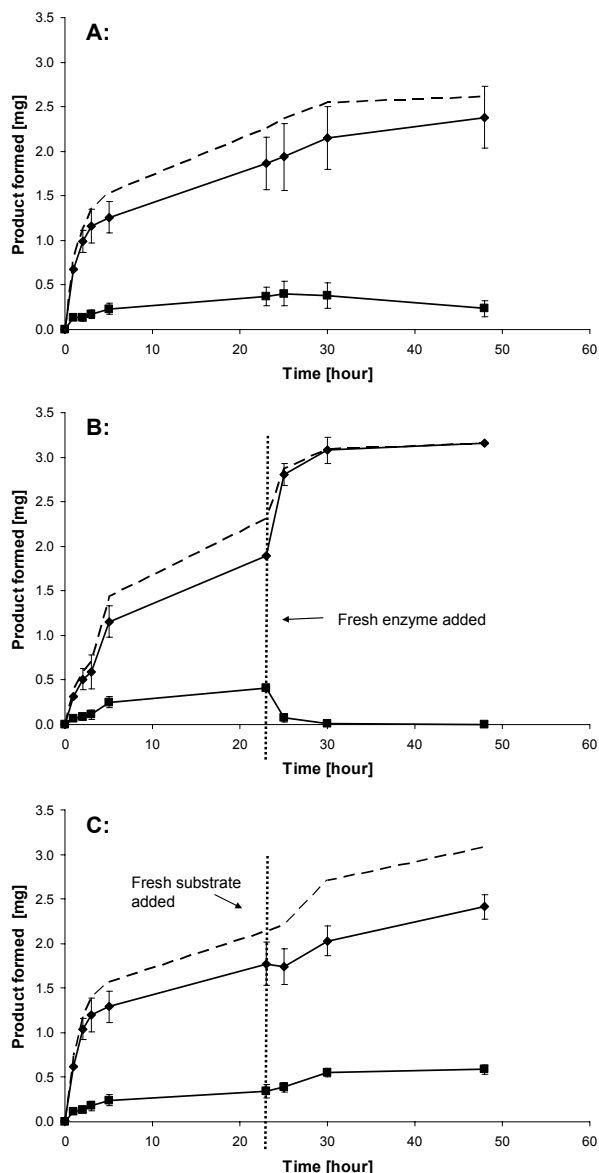 A:
Product formed [mg]
3.5
3.0
2.5
2.0
1.5
1.0
0.5
0.0
0 10 20 30 40 50 60
Time [hour]
B:
Product formed [mg]
3.5
3.0
2.5
2.0
1.5
1.0
0.5
0.0
Fresh enzyme added
0 10 20 30 40 50 60
Time [hour]
C:
Product formed [mg]
3.5
3.0
2.5
2.0
1.5
1.0
0.5
0.0
Fresh substrate
added
0 10 20 30 40 50 60
Time [hour]